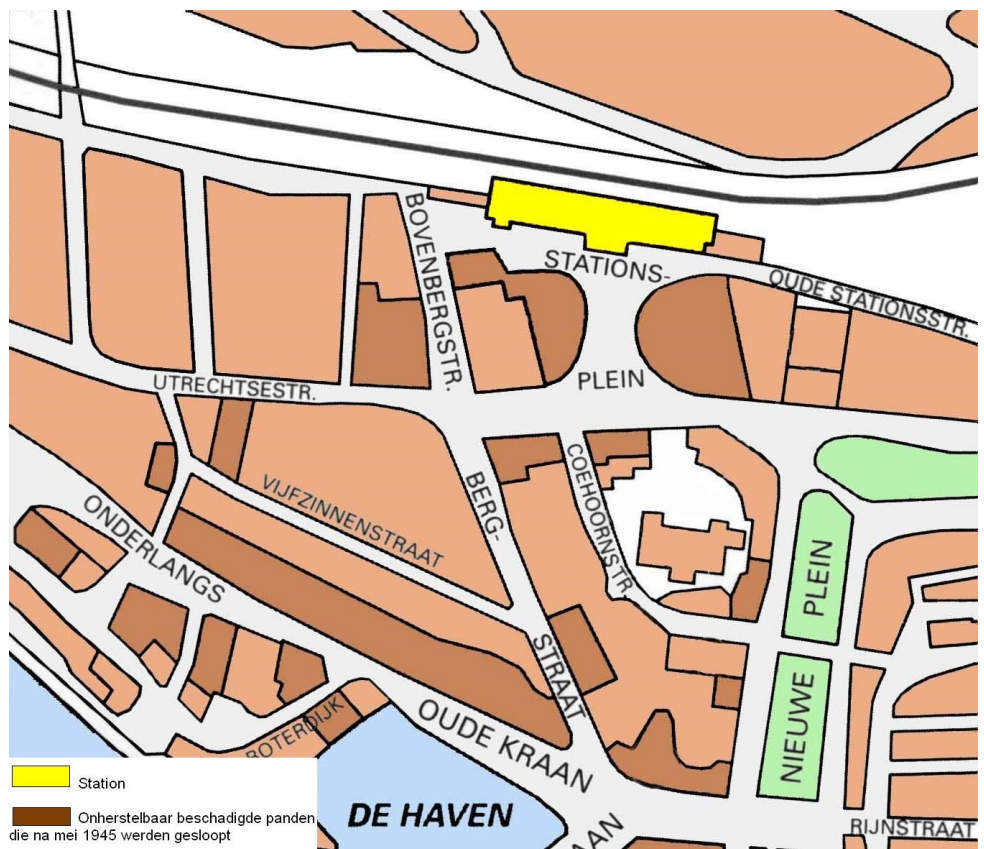 BOVENBERGSTR.
STATIONS-
PLEIN
OUDE STATIONSSTR.
UTRECHTSESTR.
VIJFZINNENSTRAAT
BERG-
STRAAT
COEHOORNSTR.
ONDERLANGS
NIEUWE PLEIN
OUDE KRAAN
BOTERDIJK
DE HAVEN
RIJNSTRAAT
Station
Onherstelbaar beschadigde panden
die na mei 1945 werden gesloopt